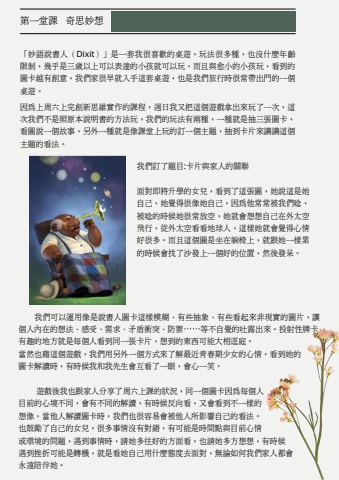 第一堂課　奇思妙想
「妙語說書人（Dixit）」是一套我很喜歡的桌遊，玩法很多種，也沒什麼年齡
限制，幾乎是三歲以上可以表達的小孩就可以玩，而且與愈小的小孩玩，看到的
圖卡越有創意，我們家很早就入手這套桌遊，也是我們旅行時很常帶出門的一個
桌遊。
因爲上周六上完創新思維實作的課程，週日我又把這個遊戲拿出來玩了一次，這
次我們不是照原本說明書的方法玩，我們的玩法有兩種，一種就是抽三張圖卡，
看圖說一個故事，另外一種就是像課堂上玩的訂一個主題，抽到卡片來講講這個
主題的看法。
我們訂了題目:卡片與家人的關聯
面對即將升學的女兒，看到了這張圖，她說這是她
自己，她覺得很像她自己，因爲他常常被我們唸，
被唸的時候她很常放空，她就會想想自己在外太空
飛行，從外太空看看地球人，這樣她就會覺得心情
好很多。而且這個圖是坐在輪椅上，就跟她一樣累
的時候會找了沙發上一個好的位置，然後發呆。
我們可以運用像是說書人圖卡這樣模糊、有些抽象、有些看起來非現實的圖片，讓
個人內在的想法、感受、需求、矛盾衝突、防禦⋯⋯等不自覺的吐露出來。投射性牌卡
有趣的地方就是每個人看到同一張卡片，想到的東西可能大相逕庭。
當然也藉這個遊戲，我們用另外一個方式來了解最近青春期少女的心情，看到她的
圖卡解讀時，有時候我和我先生會互看了一眼，會心一笑。
遊戲後我也跟家人分享了周六上課的狀況，同一個圖卡因爲每個人
目前的心境不同，會有不同的解讀，有時候反向看，又會看到不一樣的
想像，當他人解讀圖卡時，我們也很容易會被他人所影響自己的看法。
也鼓勵了自己的女兒，很多事情沒有對錯，有可能是時間點與目前心情
或環境的問題，遇到事情時，請她多往好的方面看，也請她多方想想，有時候
遇到挫折可能是轉機，就是看她自己用什麼態度去面對，無論如何我們家人都會
永遠陪伴她。